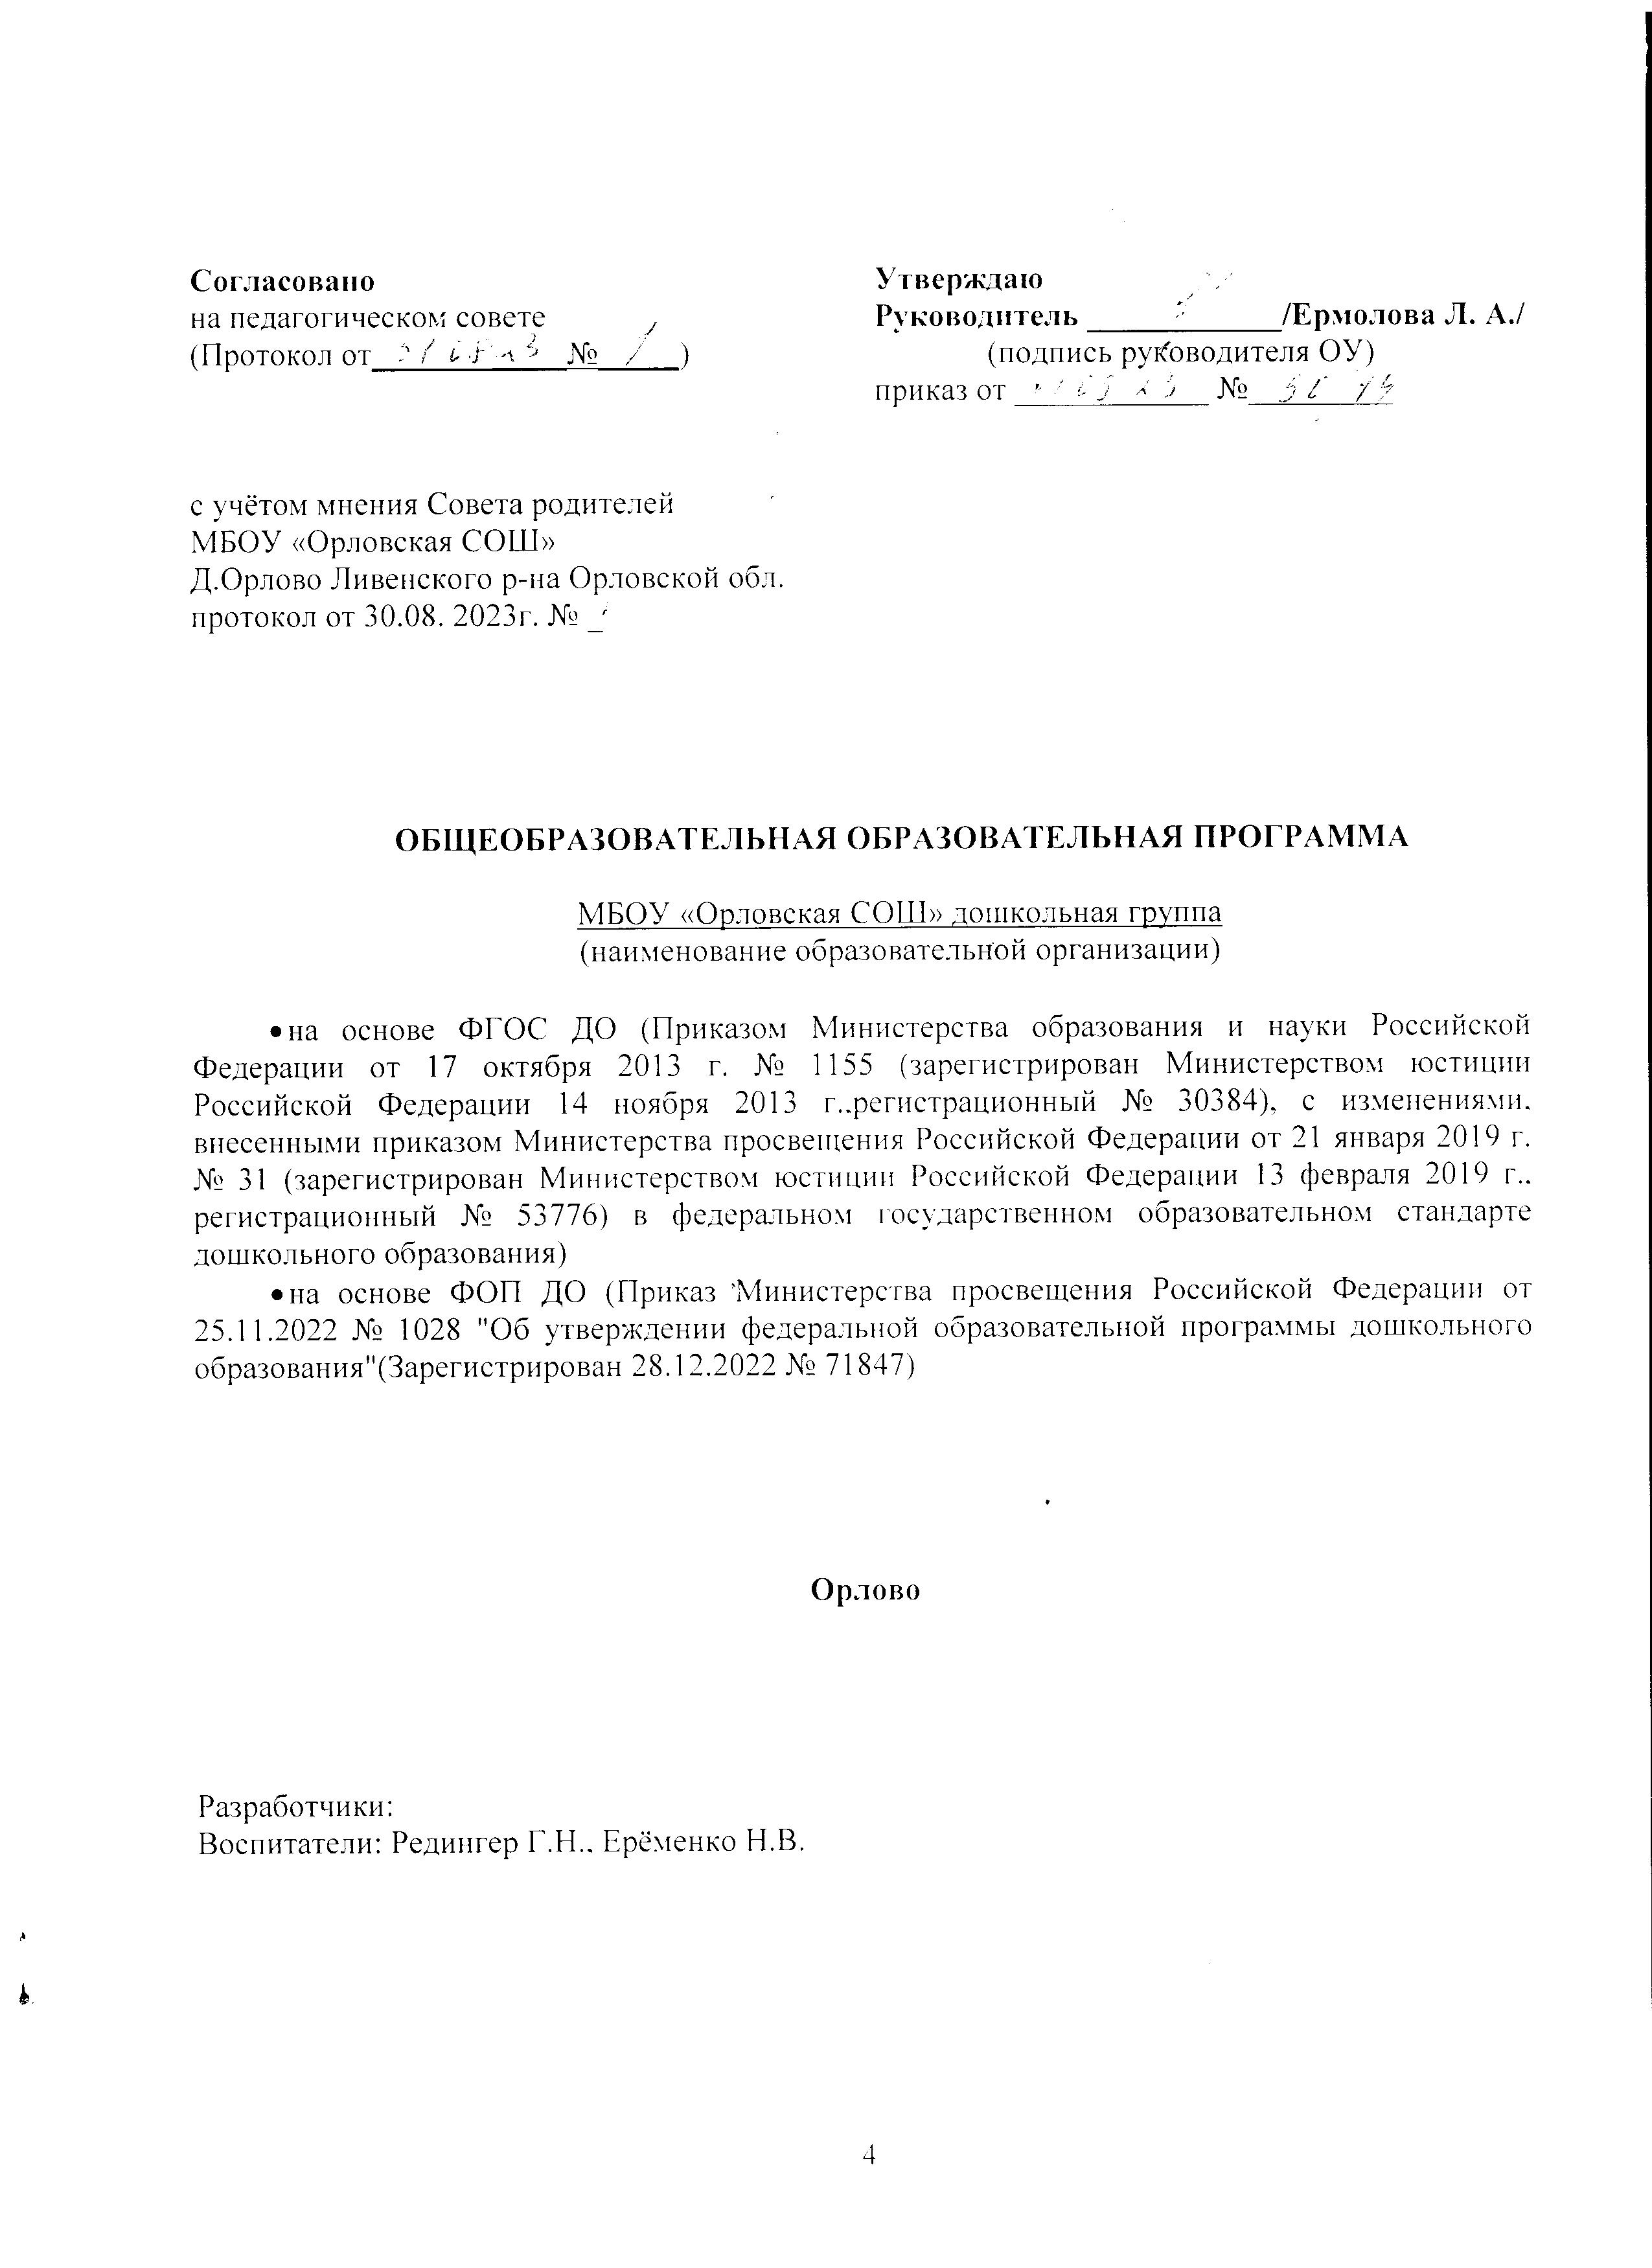 Согласовано
на педагогическом совете
(Протокол от №  )
Утверждаю
Руководитель ____________/Ермолова Л. А./
(подпись руководителя ОУ)
приказ от ____________ №
с учётом мнения Совета родителей
МБОУ «Орловская СОШ»
Д.Орлово Ливенского р-на Орловской обл.
протокол от 30.08. 2023г. №
ОБЩЕОБРАЗОВАТЕЛЬНАЯ ОБРАЗОВАТЕЛЬНАЯ ПРОГРАММА
МБОУ «Орловская СОШ» дошкольная группа
(наименование образовательной организации)
•на основе ФГОС ДО (Приказом Министерства образования и науки Российской
Федерации от 17 октября 2013 г. № 1155 (зарегистрирован Министерством юстиции
Российской Федерации 14 ноября 2013 г.,регистрационный № 30384), с изменениями,
внесенными приказом Министерства просвещения Российской Федерации от 21 января 2019 г.
№ 31 (зарегистрирован Министерством юстиции Российской Федерации 13 февраля 2019 г.,
регистрационный № 53776) в федеральном государственном образовательном стандарте
дошкольного образования)
•на основе ФОП ДО (Приказ Министерства просвещения Российской Федерации от
25.11.2022 № 1028 "Об утверждении федеральной образовательной программы дошкольного
образования"(Зарегистрирован 28.12.2022 № 71847)
Орлово
Разработчики:
Воспитатели: Редингер Г.Н., Ерёменко Н.В.
4